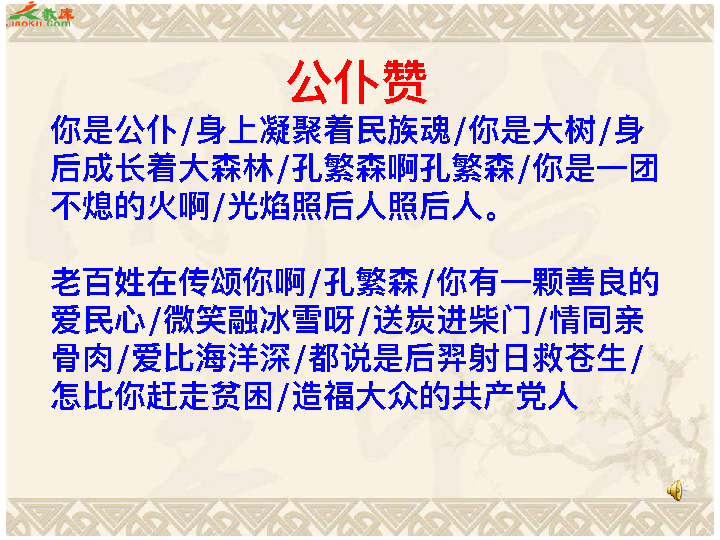 教库
Jiaoku.Com
公仆赞
你是公仆/身上凝聚着民族魂/你是大树/身
后成长着大森林/孔繁森啊孔繁森/你是一团
不熄的火啊/光焰照后人照后人。
老百姓在传颂你啊/孔繁森/你有一颗善良的
爱民心/微笑融冰雪呀/送炭进柴门/情同亲
骨肉/爱比海洋深/都说是后羿射日救苍生/
怎比你赶走贫困/造福大众的共产党人